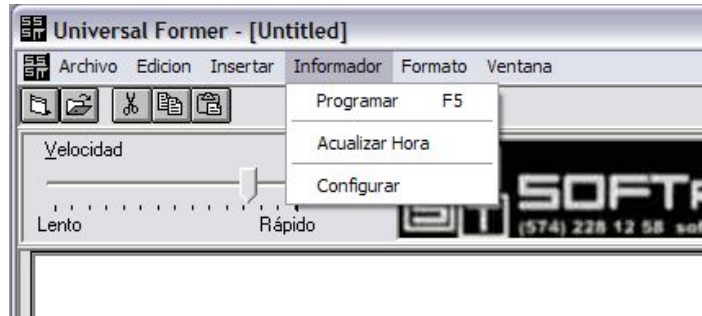 Universal Former - [Untitled]
Archivo Edicion Insertar Informador Formato Ventana
Programar F5
Acualizar Hora
Configurar
Velocidad
Lento Rápido
(574) 228 12 58